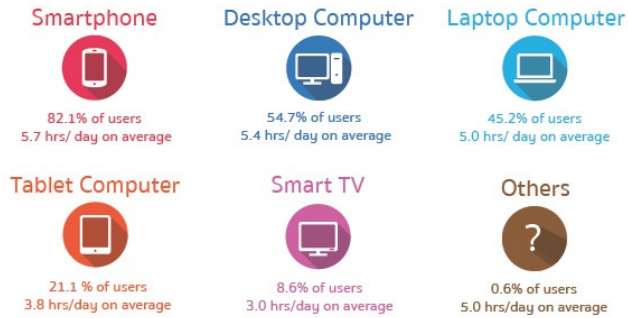 Smartphone
82.1% of users
5.7 hrs/ day on average
Desktop Computer
54.7% of users
5.4 hrs/ day on average
Laptop Computer
45.2% of users
5.0 hrs/ day on average
Tablet Computer
21.1 % of users
3.8 hrs/day on average
Smart TV
8.6% of users
3.0 hrs/day on average
Others
?
0.6% of users
5.0 hrs/day on average